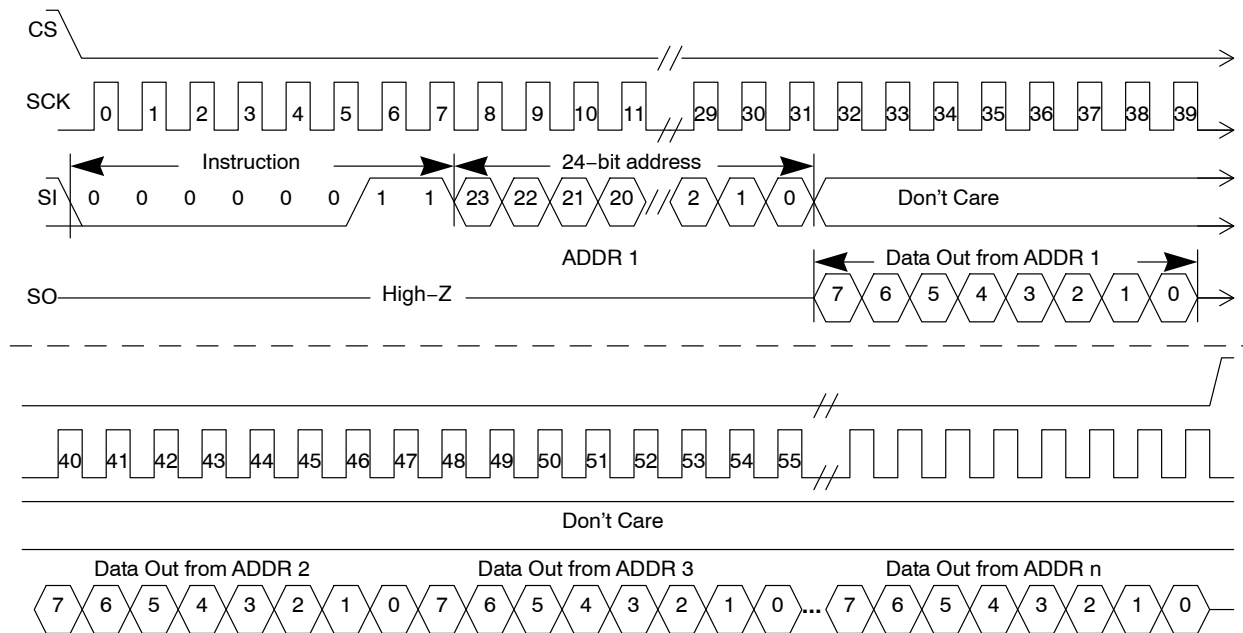 CS
SCK 0 1 2 3 4 5 6 7 8 9 10 11 29 30 31 32 33 34 35 36 37 38 39
Instruction 24−bit address
SI 0 0 0 0 0 0 1 1 23 22 21 20 2 1 0 Don't Care
ADDR 1 Data Out from ADDR 1
SO High−Z 7 6 5 4 3 2 1 0
40 41 42 43 44 45 46 47 48 49 50 51 52 53 54 55
Don't Care
Data Out from ADDR 2 Data Out from ADDR 3 Data Out from ADDR n
7 6 5 4 3 2 1 0 7 6 5 4 3 2 1 0 ... 7 6 5 4 3 2 1 0